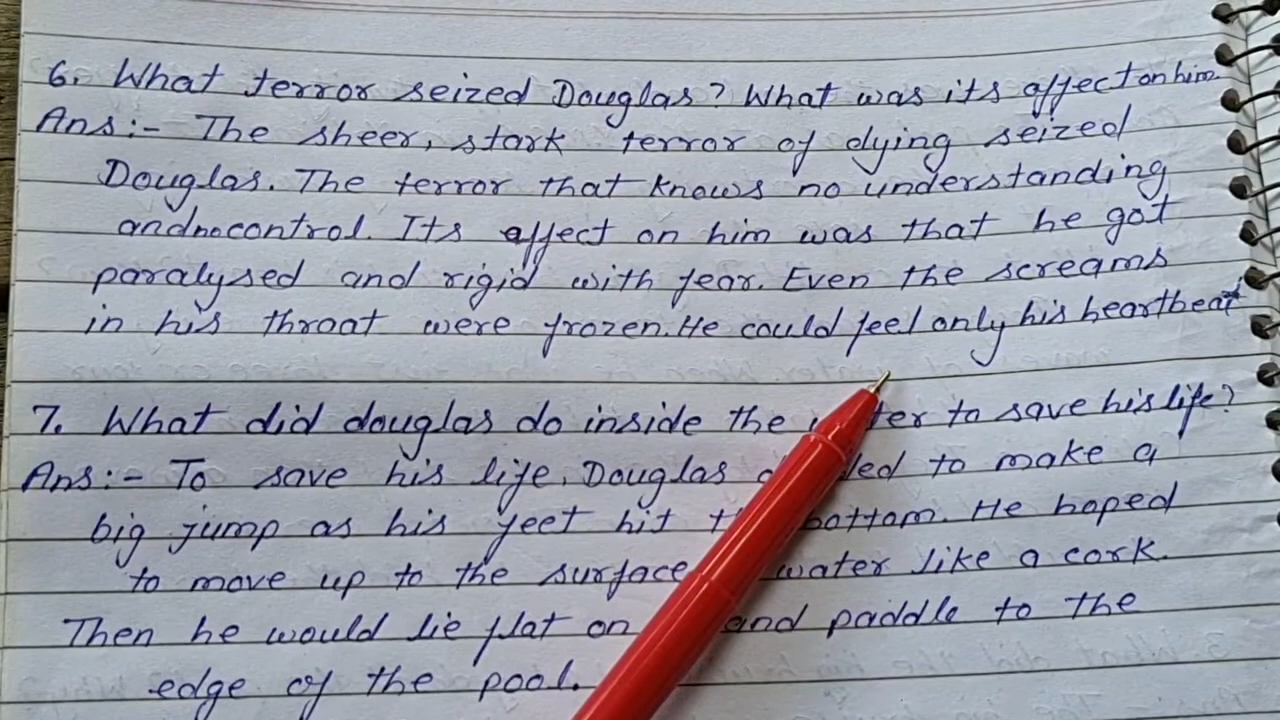 6. What terror seized Douglas? What was its affect on him
Ans:- The sheer, stark terror of dying seized
Douglas. The terror that knows no understanding
andnocontrol. Its affect on him was that he got
paralysed and rigid with fear. Even the screams
in his throat were frozen. He could feel only his heartbeat
7. What did douglas do inside the to save his life?
Ans:- To save his life, Douglas to make a
big jump as his feet hit bottom. He hoped
to move up to the surface water like a cork.
Then he would lie flat on and paddle to the
edge of the pool.